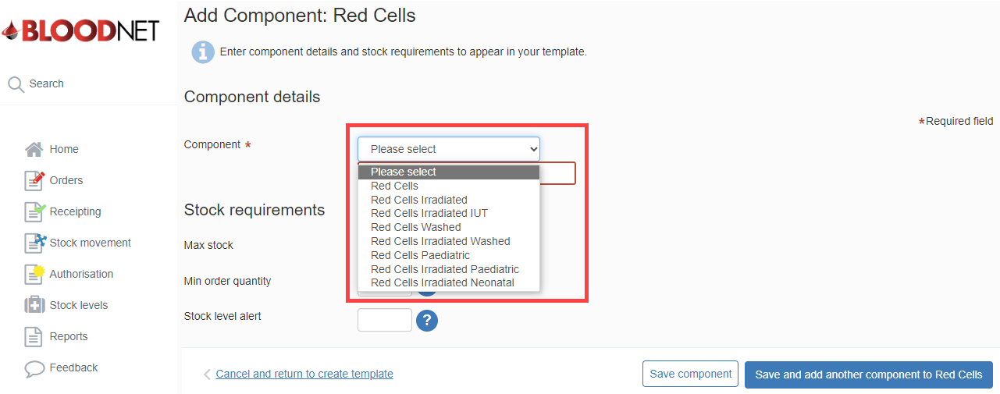 BLOODNET
Search
Home
Orders
Receipting
Stock movement
Authorisation
Stock levels
Reports
Feedback
Add Component: Red Cells
Enter component details and stock requirements to appear in your template.
Component details
*Required field
Component *
Please select
Please select
Red Cells
Red Cells Irradiated
Red Cells Irradiated IUT
Red Cells Washed
Red Cells Irradiated Washed
Red Cells Paediatric
Red Cells Irradiated Paediatric
Red Cells Irradiated Neonatal
Stock requirements
Max stock
Min order quantity
Stock level alert
?
Cancel and return to create template
Save component
Save and add another component to Red Cells